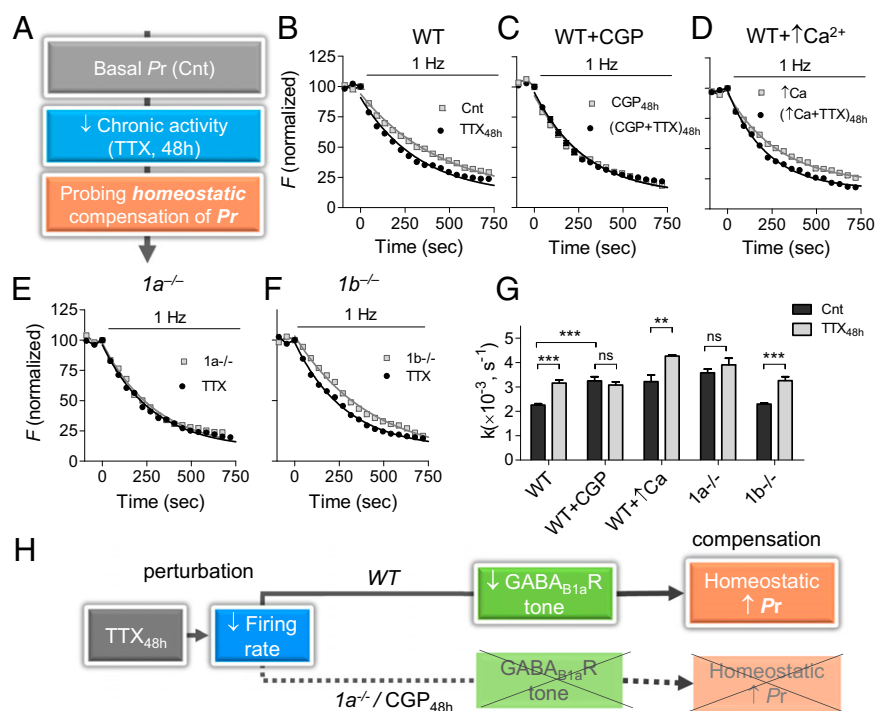 A
Basal Pr (Cnt)
↓ Chronic activity
(TTX, 48h)
Probing homeostatic
compensation of Pr
B
WT
1 Hz
Cnt
TTX48h
F (normalized)
125
100
75
50
25
0
0 250 500 750
Time (sec)
C
WT+CGP
1 Hz
CGP48h
(CGP+TTX)48h
0 250 500 750
Time (sec)
D
WT+↑Ca2+
1 Hz
↑Ca
(↑Ca+TTX)48h
0 250 500 750
Time (sec)
E
1a−/−
1 Hz
1a-/-
TTX
F (normalized)
125
100
75
50
25
0
0 250 500 750
Time (sec)
F
1b−/−
1 Hz
1b-/-
TTX
0 250 500 750
Time (sec)
G
Cnt
TTX48h
k(×10-3, s-1)
5
4
3
2
1
0
***
***
ns
**
ns
***
WT
WT+CGP
WT+↑Ca
1a-/-
1b-/-
H
perturbation
compensation
WT
TTX48h
↓ Firing
rate
↓ GABAB1aR
tone
Homeostatic
↑ Pr
1a-/- / CGP48h
GABAB1aR
tone
Homeostatic
↑ Pr